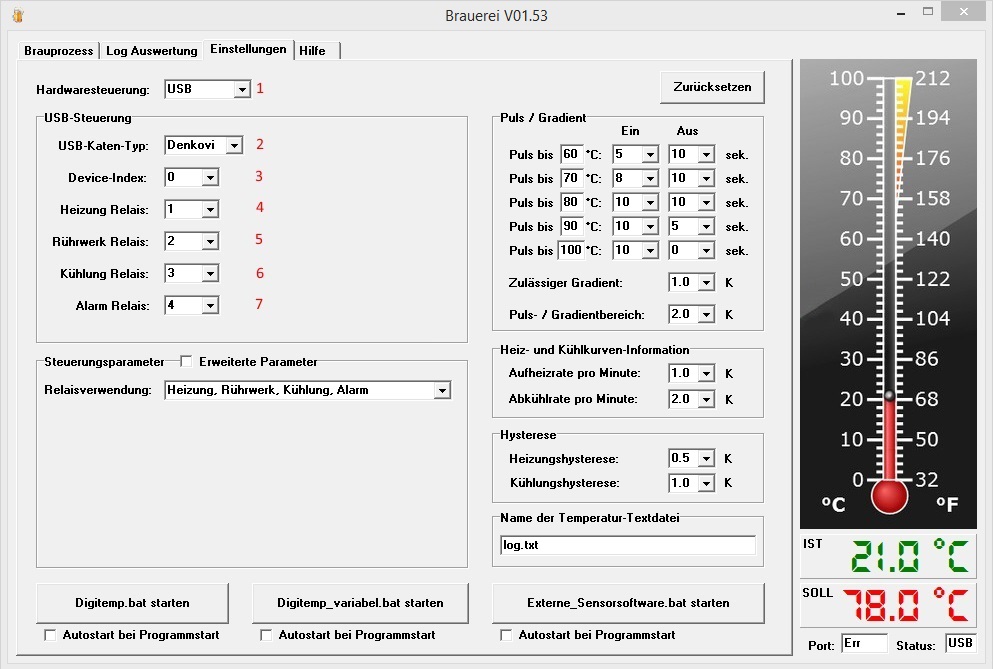 Brauerei V01.53
Brauprozess Log Auswertung Einstellungen Hilfe
Hardwaresteuerung: USB 1
Zurücksetzen
USB-Steuerung
USB-Katen-Typ: Denkovi 2
Device-Index: 0 3
Heizung Relais: 1 4
Rührwerk Relais: 2 5
Kühlung Relais: 3 6
Alarm Relais: 4 7
Steuerungsparameter Erweiterte Parameter
Relaisverwendung: Heizung, Rührwerk, Kühlung, Alarm
Puls / Gradient
Ein Aus
Puls bis 60 °C: 5 10 sek.
Puls bis 70 °C: 8 10 sek.
Puls bis 80 °C: 10 10 sek.
Puls bis 90 °C: 10 5 sek.
Puls bis 100 °C: 10 0 sek.
Zulässiger Gradient: 1.0 K
Puls- / Gradientbereich: 2.0 K
Heiz- und Kühlkurven-Information
Aufheizrate pro Minute: 1.0 K
Abkühlrate pro Minute: 2.0 K
Hysterese
Heizungshysterese: 0.5 K
Kühlungshysterese: 1.0 K
Name der Temperatur-Textdatei
log.txt
Digitemp.bat starten
Autostart bei Programmstart
Digitemp_variabel.bat starten
Autostart bei Programmstart
Externe_Sensorsoftware.bat starten
Autostart bei Programmstart
100 212
90 194
80 176
70 158
60 140
50 122
40 104
30 86
20 68
10 50
0 32
ºC ºF
IST 21.0 °C
SOLL 78.0 °C
Port: Err Status: USB